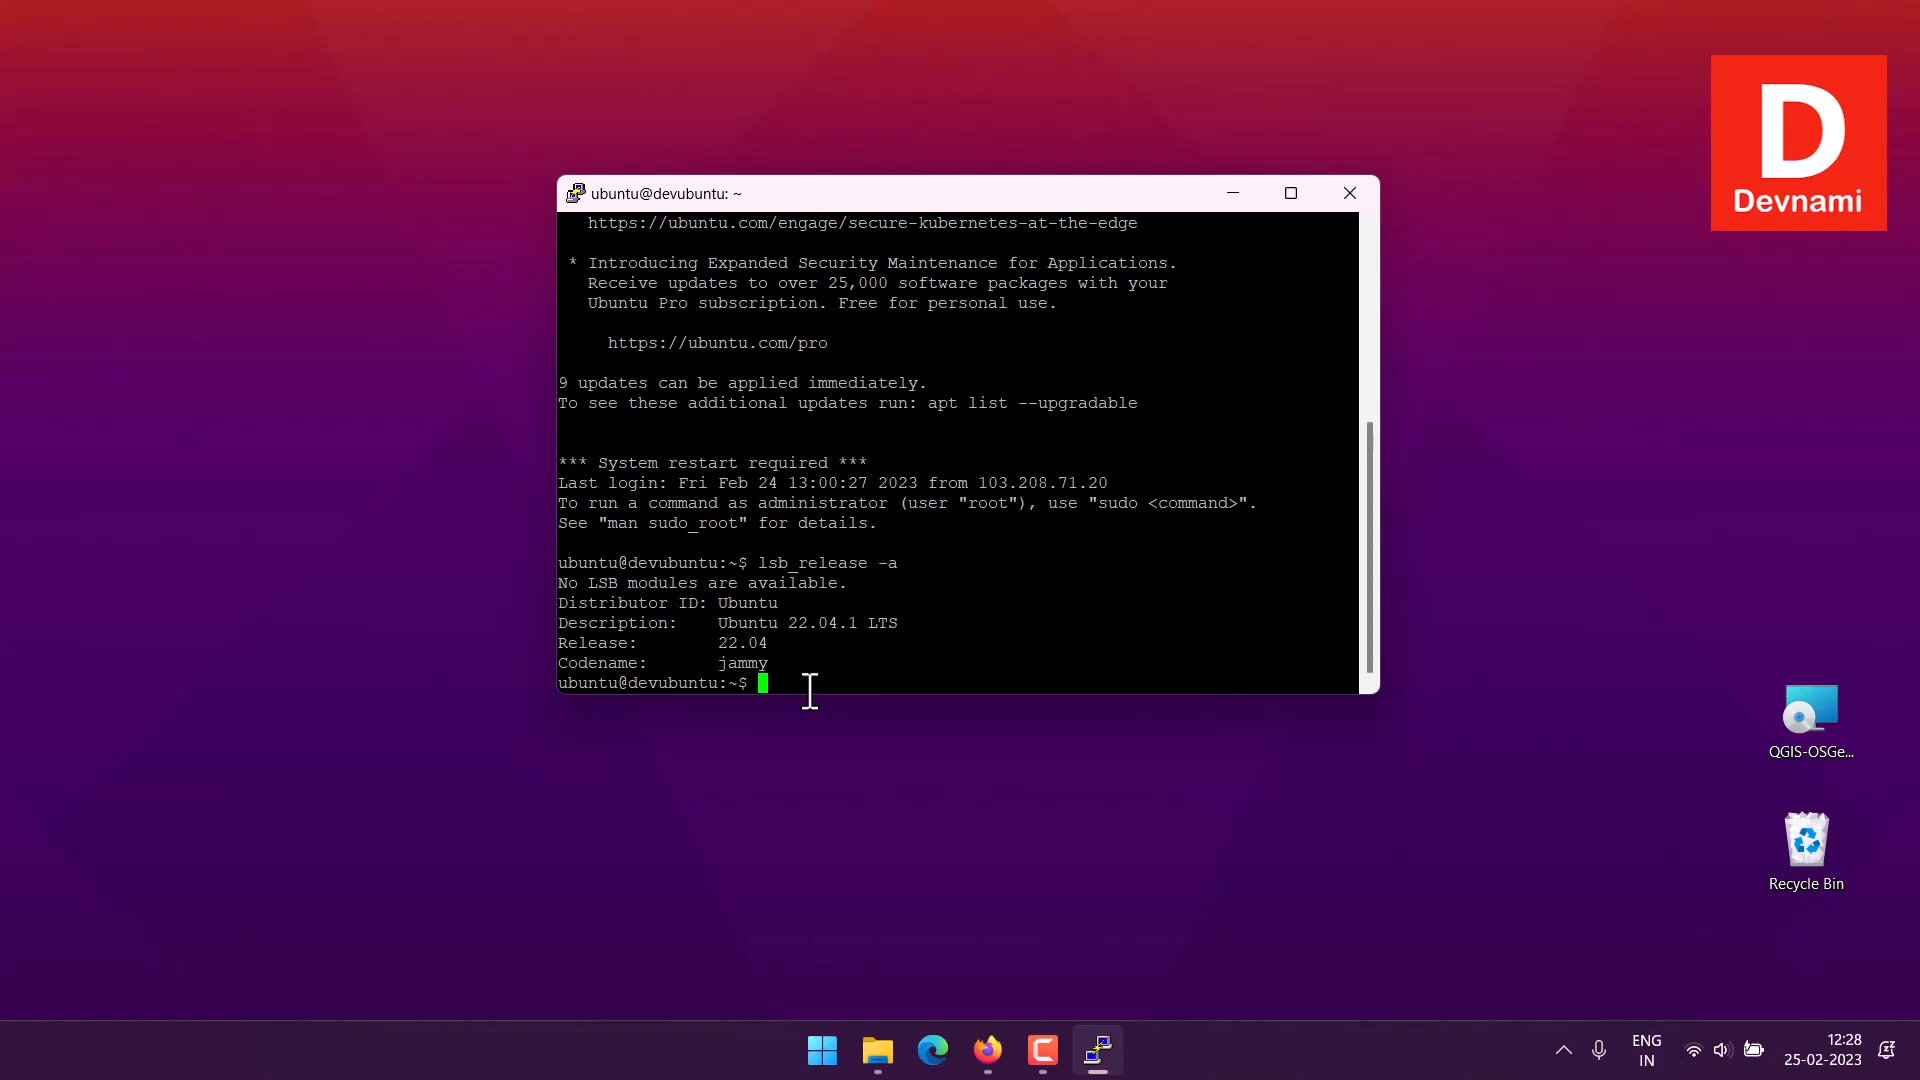 D
Devnami
ubuntu@devubuntu: ~
https://ubuntu.com/engage/secure-kubernetes-at-the-edge
* Introducing Expanded Security Maintenance for Applications.
Receive updates to over 25,000 software packages with your
Ubuntu Pro subscription. Free for personal use.
https://ubuntu.com/pro
9 updates can be applied immediately.
To see these additional updates run: apt list --upgradable
*** System restart required ***
Last login: Fri Feb 24 13:00:27 2023 from 103.208.71.20
To run a command as administrator (user "root"), use "sudo <command>".
See "man sudo_root" for details.
ubuntu@devubuntu:~$ lsb_release -a
No LSB modules are available.
Distributor ID: Ubuntu
Description: Ubuntu 22.04.1 LTS
Release: 22.04
Codename: jammy
ubuntu@devubuntu:~$
QGIS-OSGe...
Recycle Bin
ENG
IN
12:28
25-02-2023